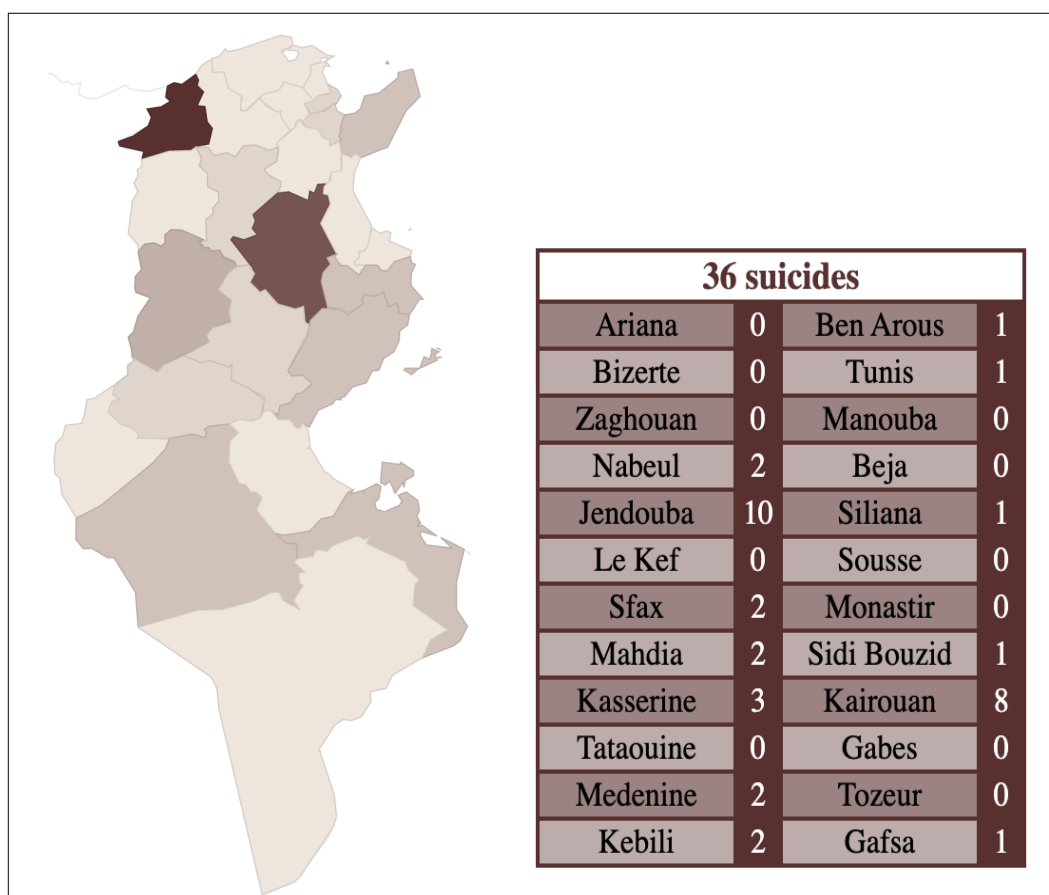 36 suicides
Ariana 0 Ben Arous 1
Bizerte 0 Tunis 1
Zaghouan 0 Manouba 0
Nabeul 2 Beja 0
Jendouba 10 Siliana 1
Le Kef 0 Sousse 0
Sfax 2 Monastir 0
Mahdia 2 Sidi Bouzid 1
Kasserine 3 Kairouan 8
Tataouine 0 Gabes 0
Medenine 2 Tozeur 0
Kebili 2 Gafsa 1